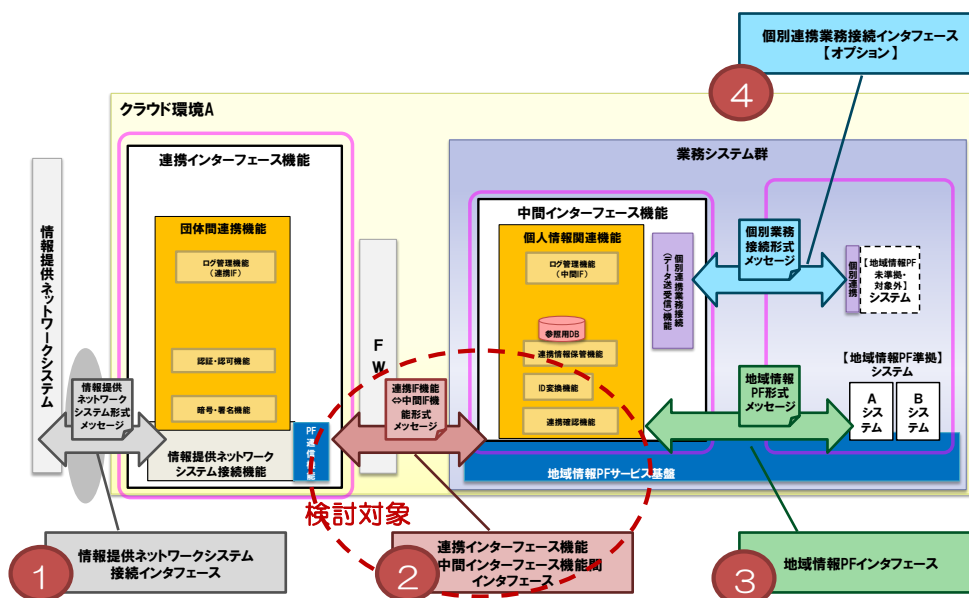 個別連携業務接続インタフェース
【オプション】
4
クラウド環境A
連携インターフェース機能
業務システム群
情報提供ネットワークシステム
団体間連携機能
ログ管理機能
（連携IF）
認証・認可機能
暗号・署名機能
情報提供ネットワーク
システム接続機能
PF
通信機能
FW
中間インターフェース機能
個人情報関連機能
ログ管理機能
（中間IF）
参照用DB
連携情報保管機能
ID変換機能
連携確認機能
個別連携業務接続
（データ送受信）機能
個別業務
接続形式
メッセージ
個別連携
【地域情報PF
未準拠・
対象外】
システム
【地域情報PF準拠】
システム
A
シス
テム
B
シス
テム
情報提供
ネットワーク
システム形式
メッセージ
連携IF機能
⇔中間IF機
能形式
メッセージ
地域情報
PF形式
メッセージ
地域情報PFサービス基盤
検討対象
1
情報提供ネットワークシステム
接続インタフェース
2
連携インターフェース機能
中間インターフェース機能間
インタフェース
3
地域情報PFインタフェース